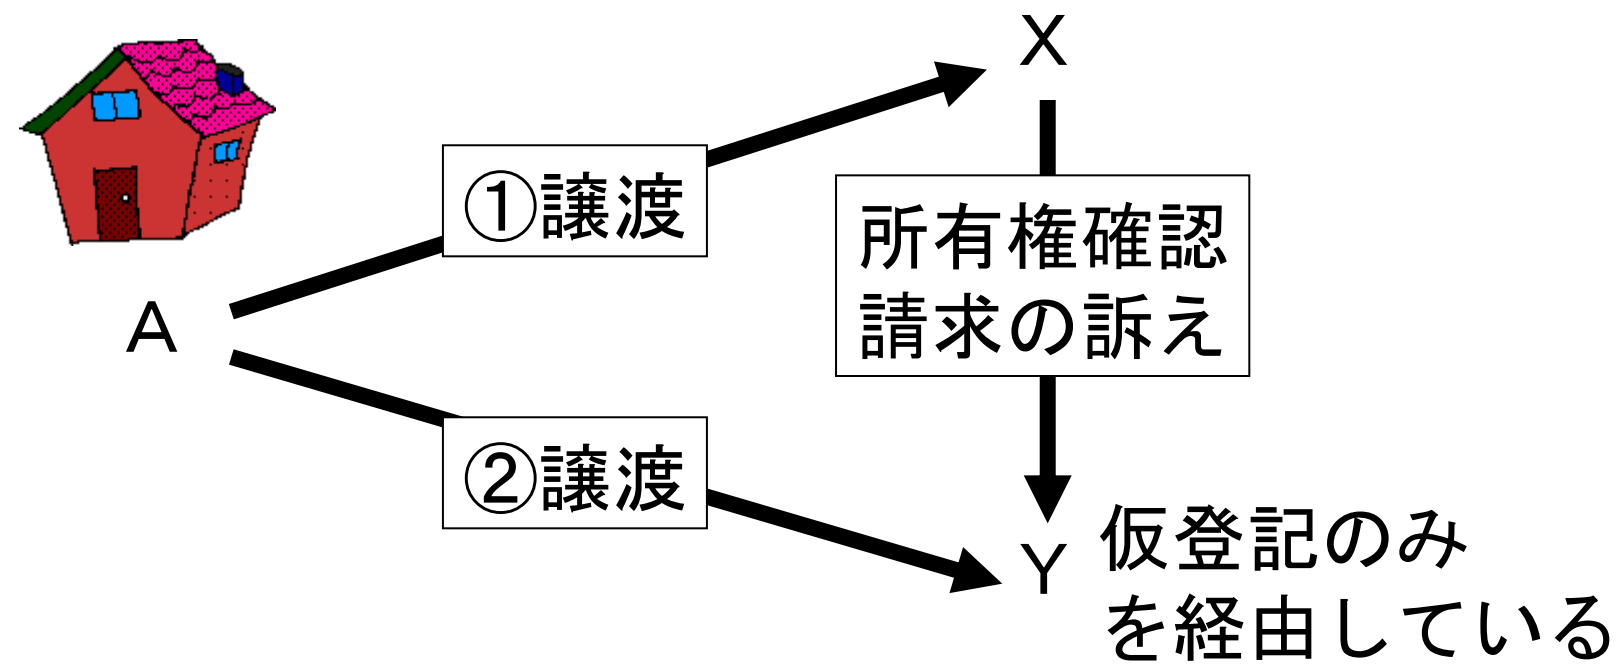 X
①譲渡
所有権確認
請求の訴え
A
②譲渡
Y
仮登記のみ
を経由している